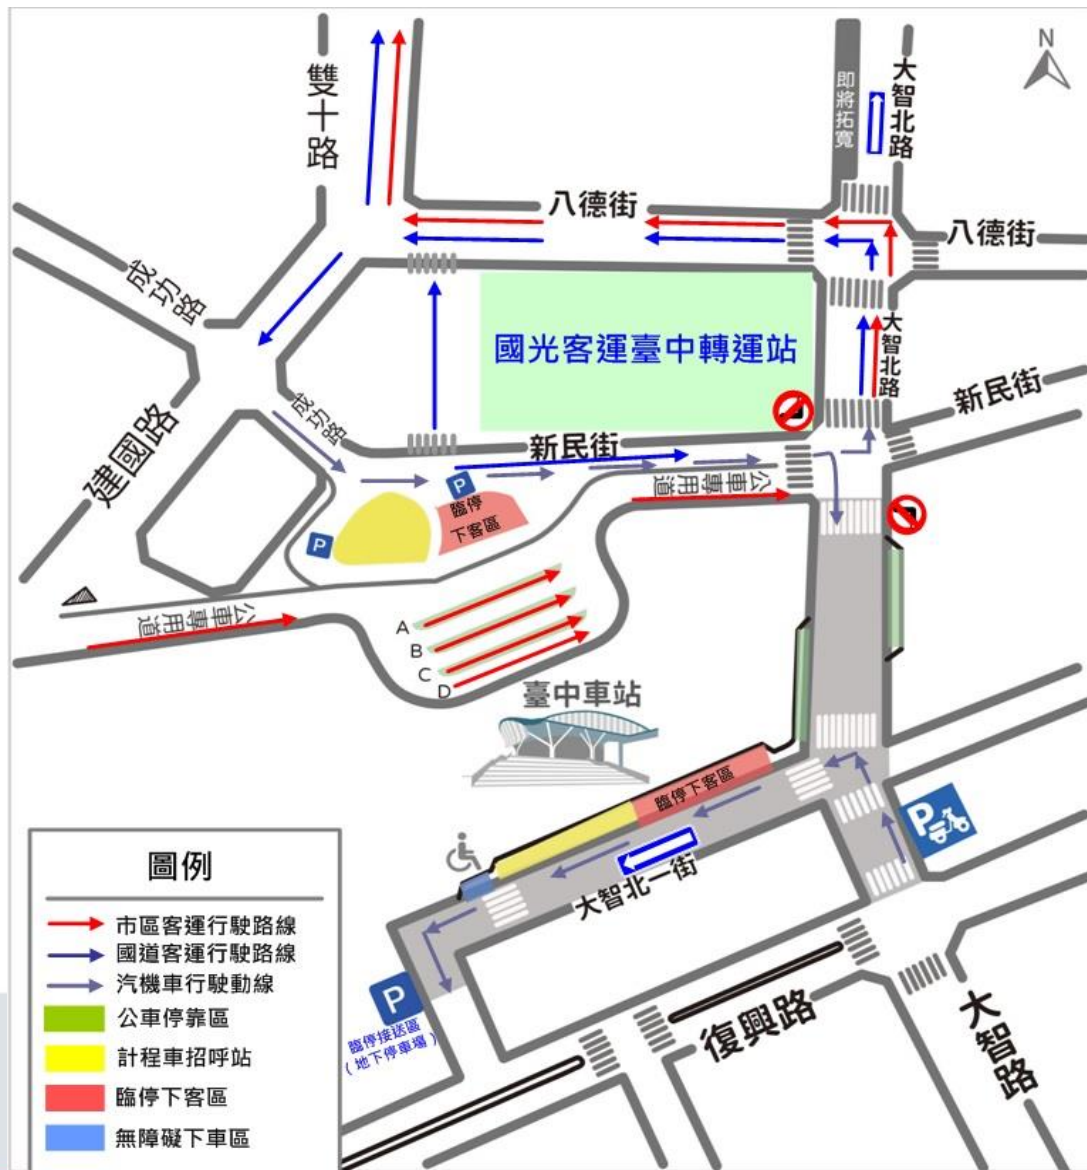 N
雙十路
即將拓寬
大智北路
八德街
八德街
成功路
國光客運臺中轉運站
大智北路
建國路
成功路
新民街
新民街
P
臨停
下客區
公車專用道
P
公車專用道
A
B
C
D
臺中車站
臨停下客區
P
大智北一街
P
臨停接送區
(地下停車場)
復興路
大智路
圖例
市區客運行駛路線
國道客運行駛路線
汽機車行駛動線
公車停靠區
計程車招呼站
臨停下客區
無障礙下車區